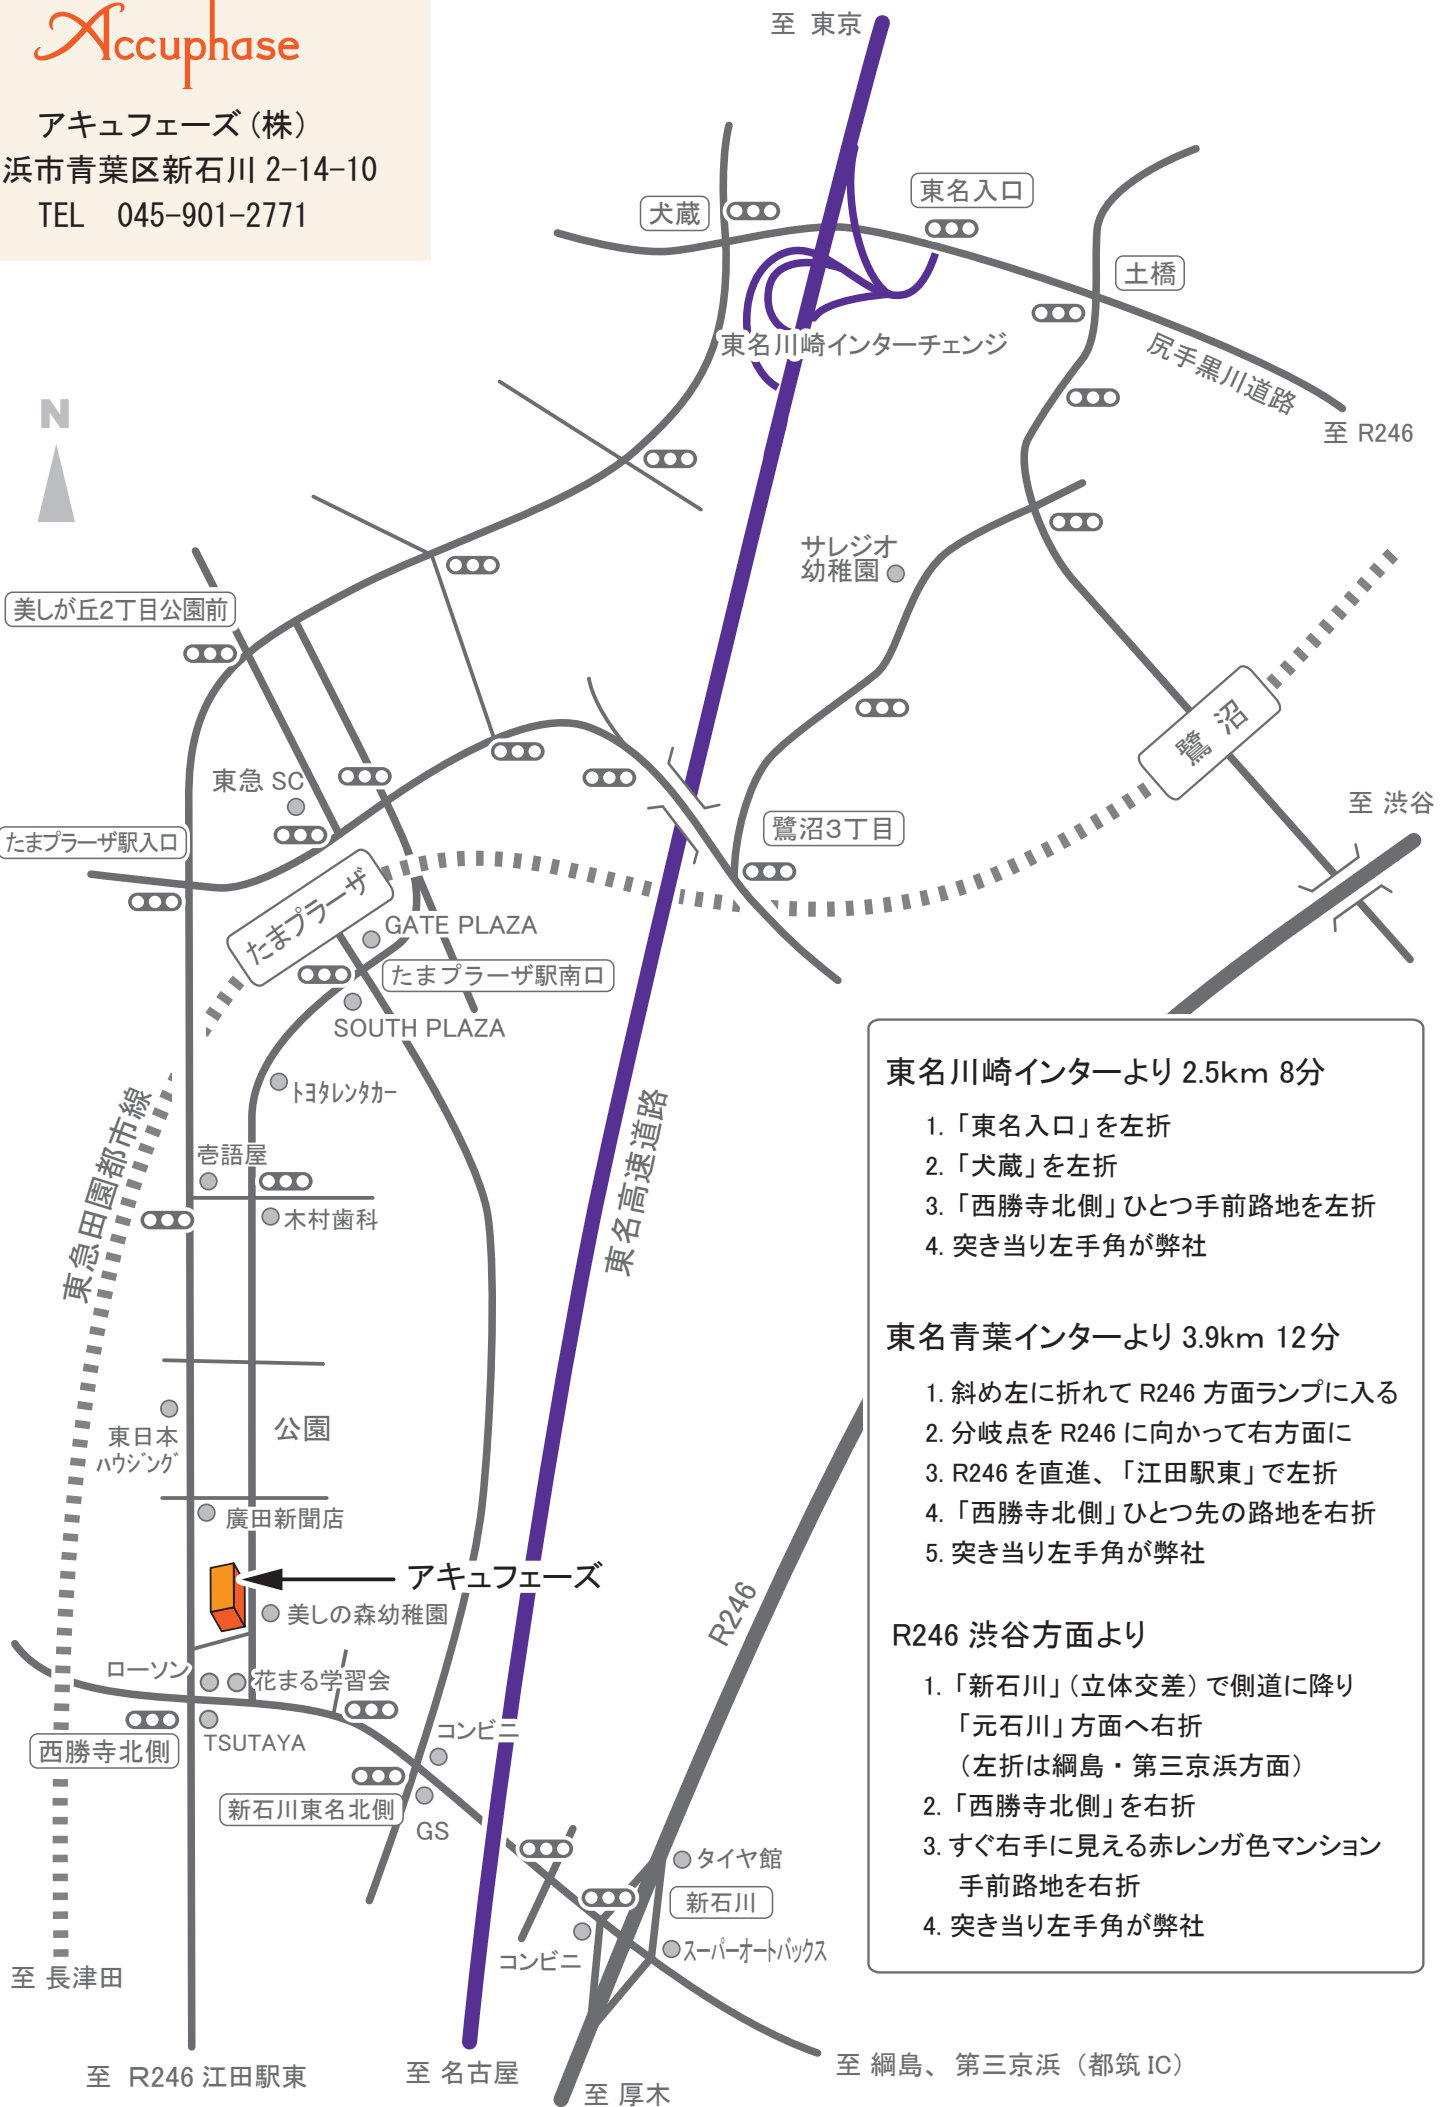 Accuphase
アキュフェーズ（株）
浜市青葉区新石川 2-14-10
TEL 045-901-2771
至 東京
犬蔵
東名入口
土橋
東名川崎インターチェンジ
尻手黒川道路
至 R246
N
サレジオ
幼稚園
美しが丘2丁目公園前
鷺沼
東急 SC
至 渋谷
たまプラーザ駅入口
鷺沼3丁目
たまプラーザ
GATE PLAZA
たまプラーザ駅南口
SOUTH PLAZA
トヨタレンタカー
東急田園都市線
東名高速道路
壱語屋
木村歯科
東日本
ハウジング
公園
廣田新聞店
アキュフェーズ
美しの森幼稚園
R246
ローソン
花まる学習会
TSUTAYA
西勝寺北側
コンビニ
新石川東名北側
GS
タイヤ館
新石川
コンビニ
スーパーオートバックス
至 長津田
至 R246 江田駅東
至 名古屋
至 厚木
至 綱島、第三京浜（都筑 IC）
東名川崎インターより 2.5km 8分
1.「東名入口」を左折
2.「犬蔵」を左折
3.「西勝寺北側」ひとつ手前路地を左折
4. 突き当り左手角が弊社
東名青葉インターより 3.9km 12分
1. 斜め左に折れて R246 方面ランプに入る
2. 分岐点を R246 に向かって右方面に
3. R246 を直進、「江田駅東」で左折
4.「西勝寺北側」ひとつ先の路地を右折
5. 突き当り左手角が弊社
R246 渋谷方面より
1.「新石川」（立体交差）で側道に降り
「元石川」方面へ右折
（左折は綱島・第三京浜方面）
2.「西勝寺北側」を右折
3. すぐ右手に見える赤レンガ色マンション
手前路地を右折
4. 突き当り左手角が弊社